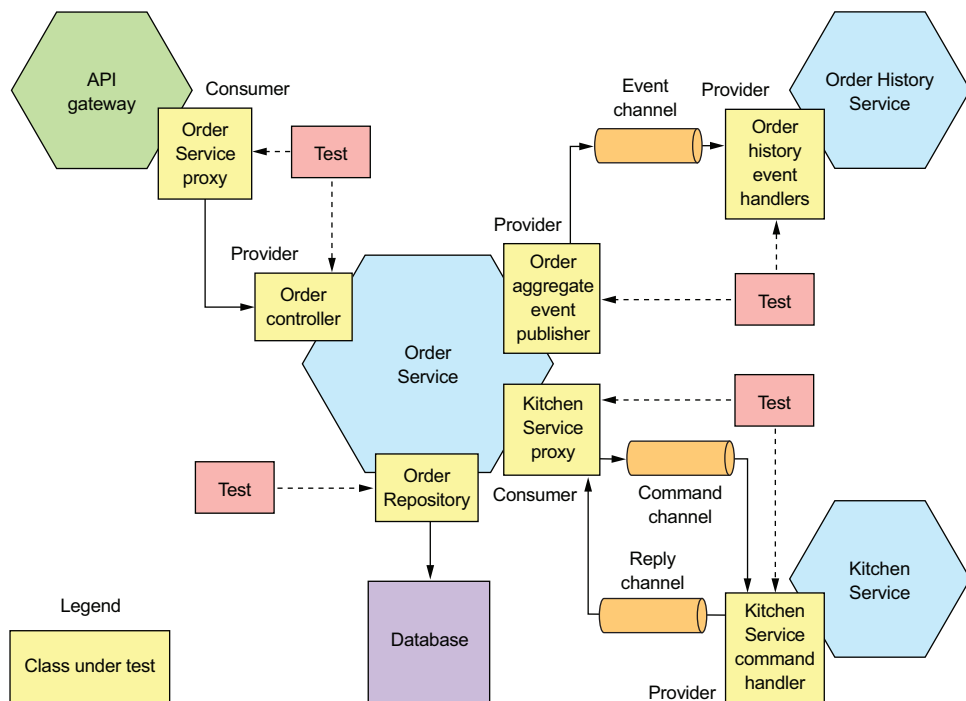 API
gateway
Consumer
Order
Service
proxy
Test
Provider
Order
controller
Event
channel
Provider
Order History
Service
Order
history
event
handlers
Provider
Order
aggregate
event
publisher
Test
Order
Service
Kitchen
Service
proxy
Test
Consumer
Command
channel
Test
Order
Repository
Reply
channel
Kitchen
Service
Kitchen
Service
command
handler
Provider
Database
Legend
Class under test